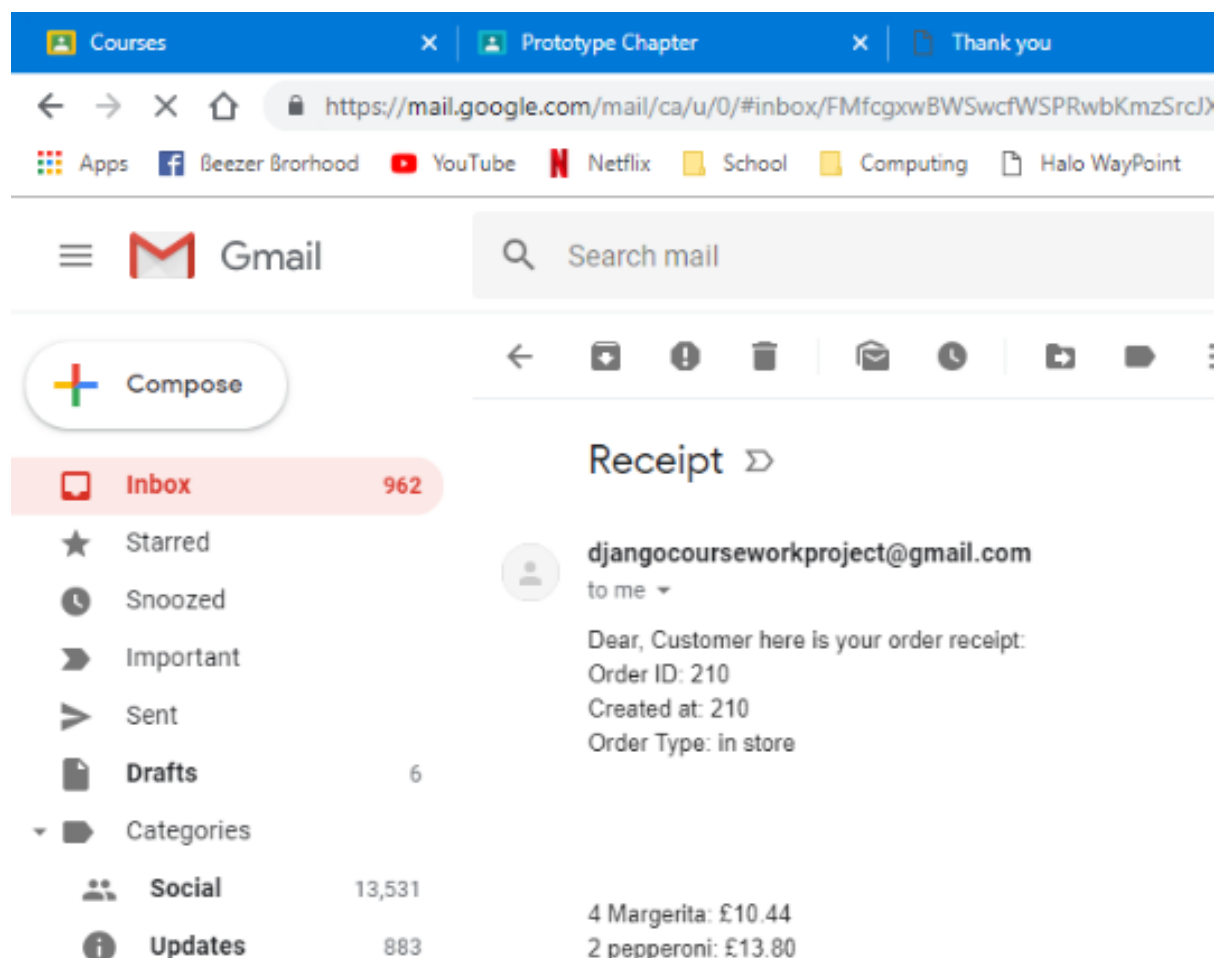 Courses
Prototype Chapter
Thank you
https://mail.google.com/mail/ca/u/0/#inbox/FMfcgxwBWSwcfWSPRwbKmzSrcJX
Apps
ßeezer ßrorhood
YouTube
Netflix
School
Computing
Halo WayPoint
Gmail
Search mail
Compose
Receipt
Inbox 962
djangocourseworkproject@gmail.com
Starred
to me
Snoozed
Dear, Customer here is your order receipt:
Important
Order ID: 210
Sent
Created at: 210
Order Type: in store
Drafts 6
Categories
Social 13,531
4 Margerita: £10.44
Updates 883
2 pepperoni: £13.80